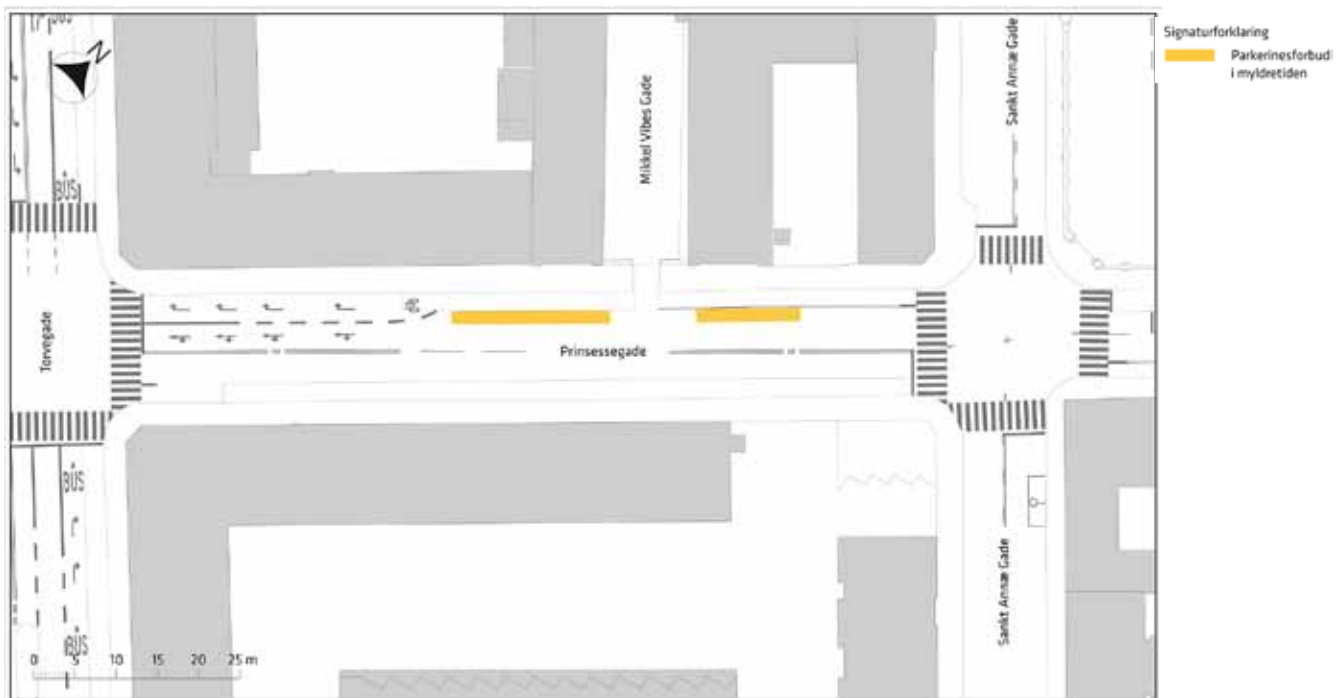 BUS
N
Signaturforklaring
Parkerinesforbud
i myldretiden
Mikkel Vibes Gade
Sankt Annæ Gade
BUS
Torvegade
Prinsessegade
BUS
Sankt Annæ Gade
BUS
0 5 10 15 20 25 m